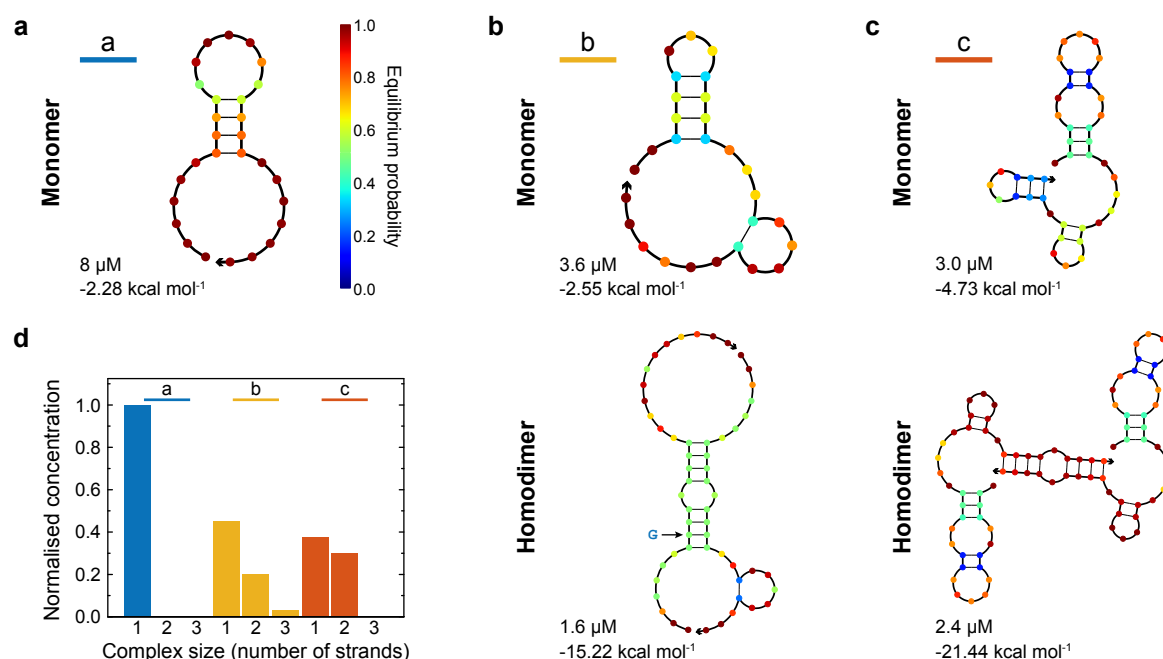 a
a
Monomer
1.0
0.8
0.6
0.4
0.2
0.0
Equilibrium probability
8 µM
-2.28 kcal mol⁻¹
b
b
Monomer
3.6 µM
-2.55 kcal mol⁻¹
c
c
Monomer
3.0 µM
-4.73 kcal mol⁻¹
d
Normalised concentration
1.0
0.8
0.6
0.4
0.2
0.0
a
b
c
1 2 3 1 2 3 1 2 3
Complex size (number of strands)
Homodimer
G
1.6 µM
-15.22 kcal mol⁻¹
Homodimer
2.4 µM
-21.44 kcal mol⁻¹